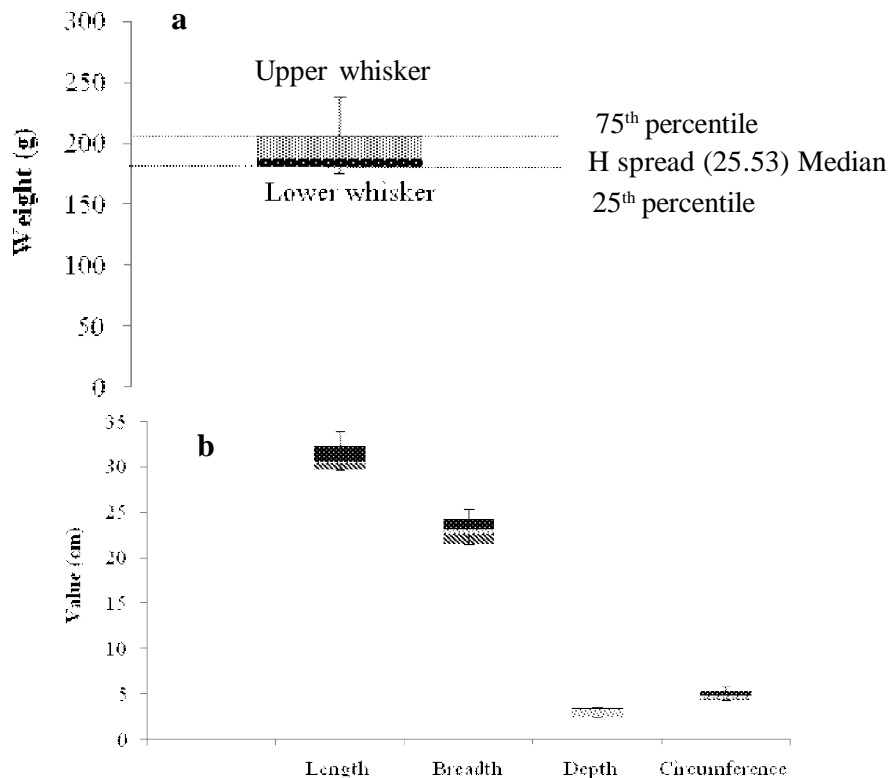 a
300
250
200
150
100
50
0
Weight (g)
Upper whisker
Lower whisker
75th percentile
H spread (25.53) Median
25th percentile
b
35
30
25
20
15
10
5
0
Value (cm)
Length Breadth Depth Circumference